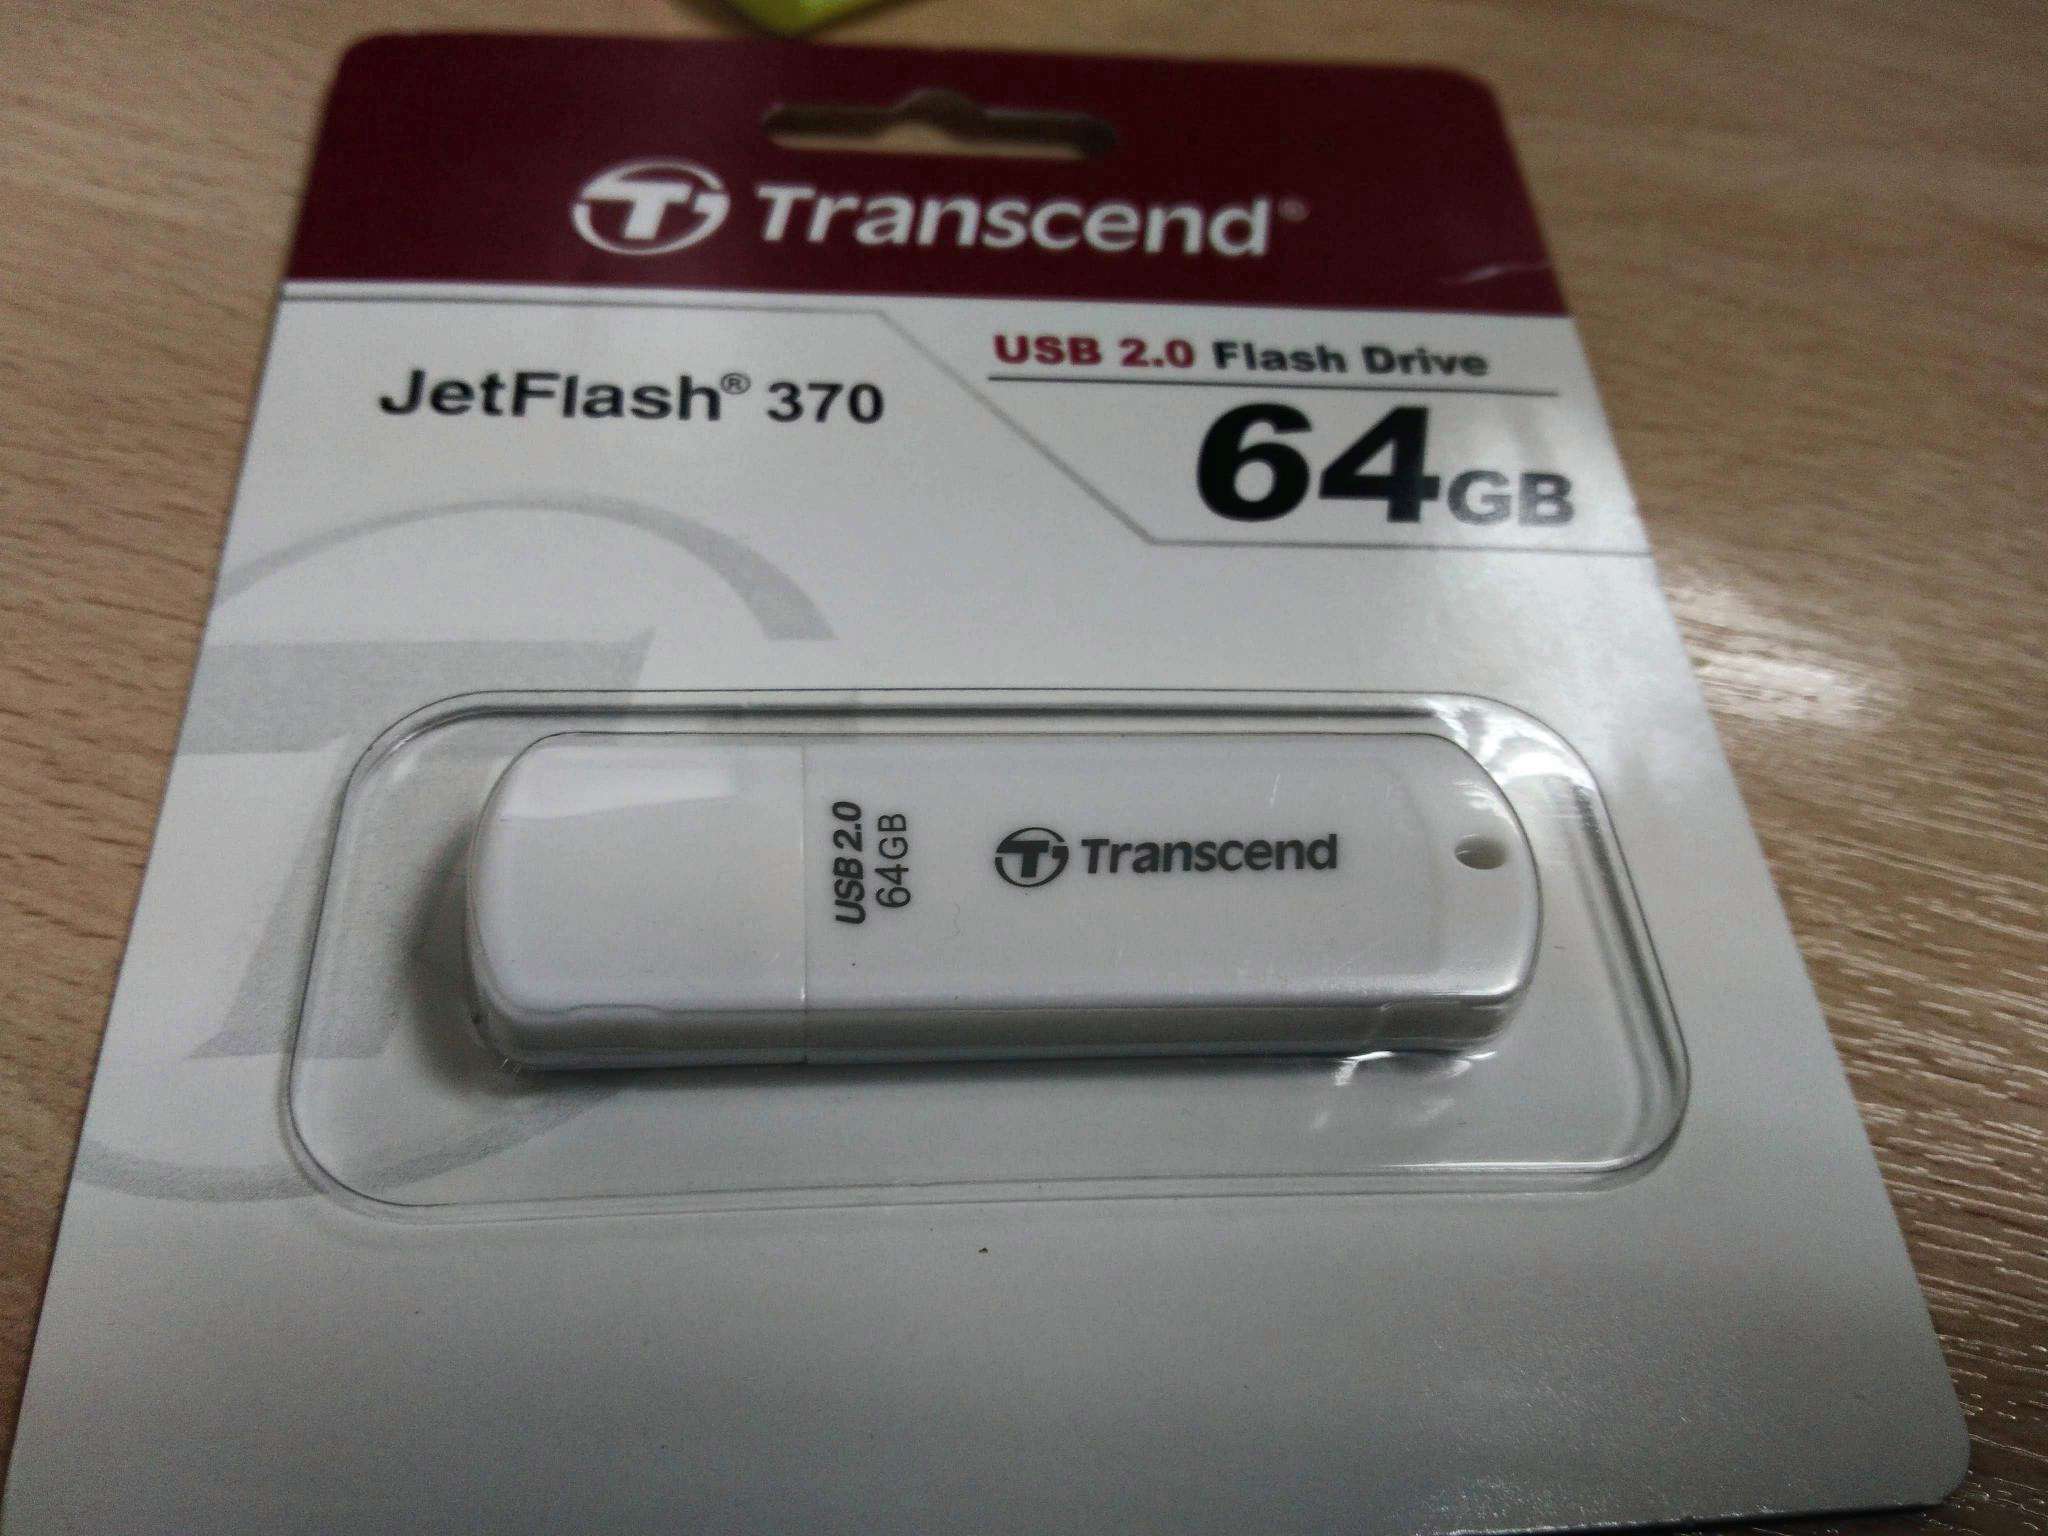 Transcend®
JetFlash® 370
USB 2.0 Flash Drive
64GB
USB 2.0
64GB
Transcend